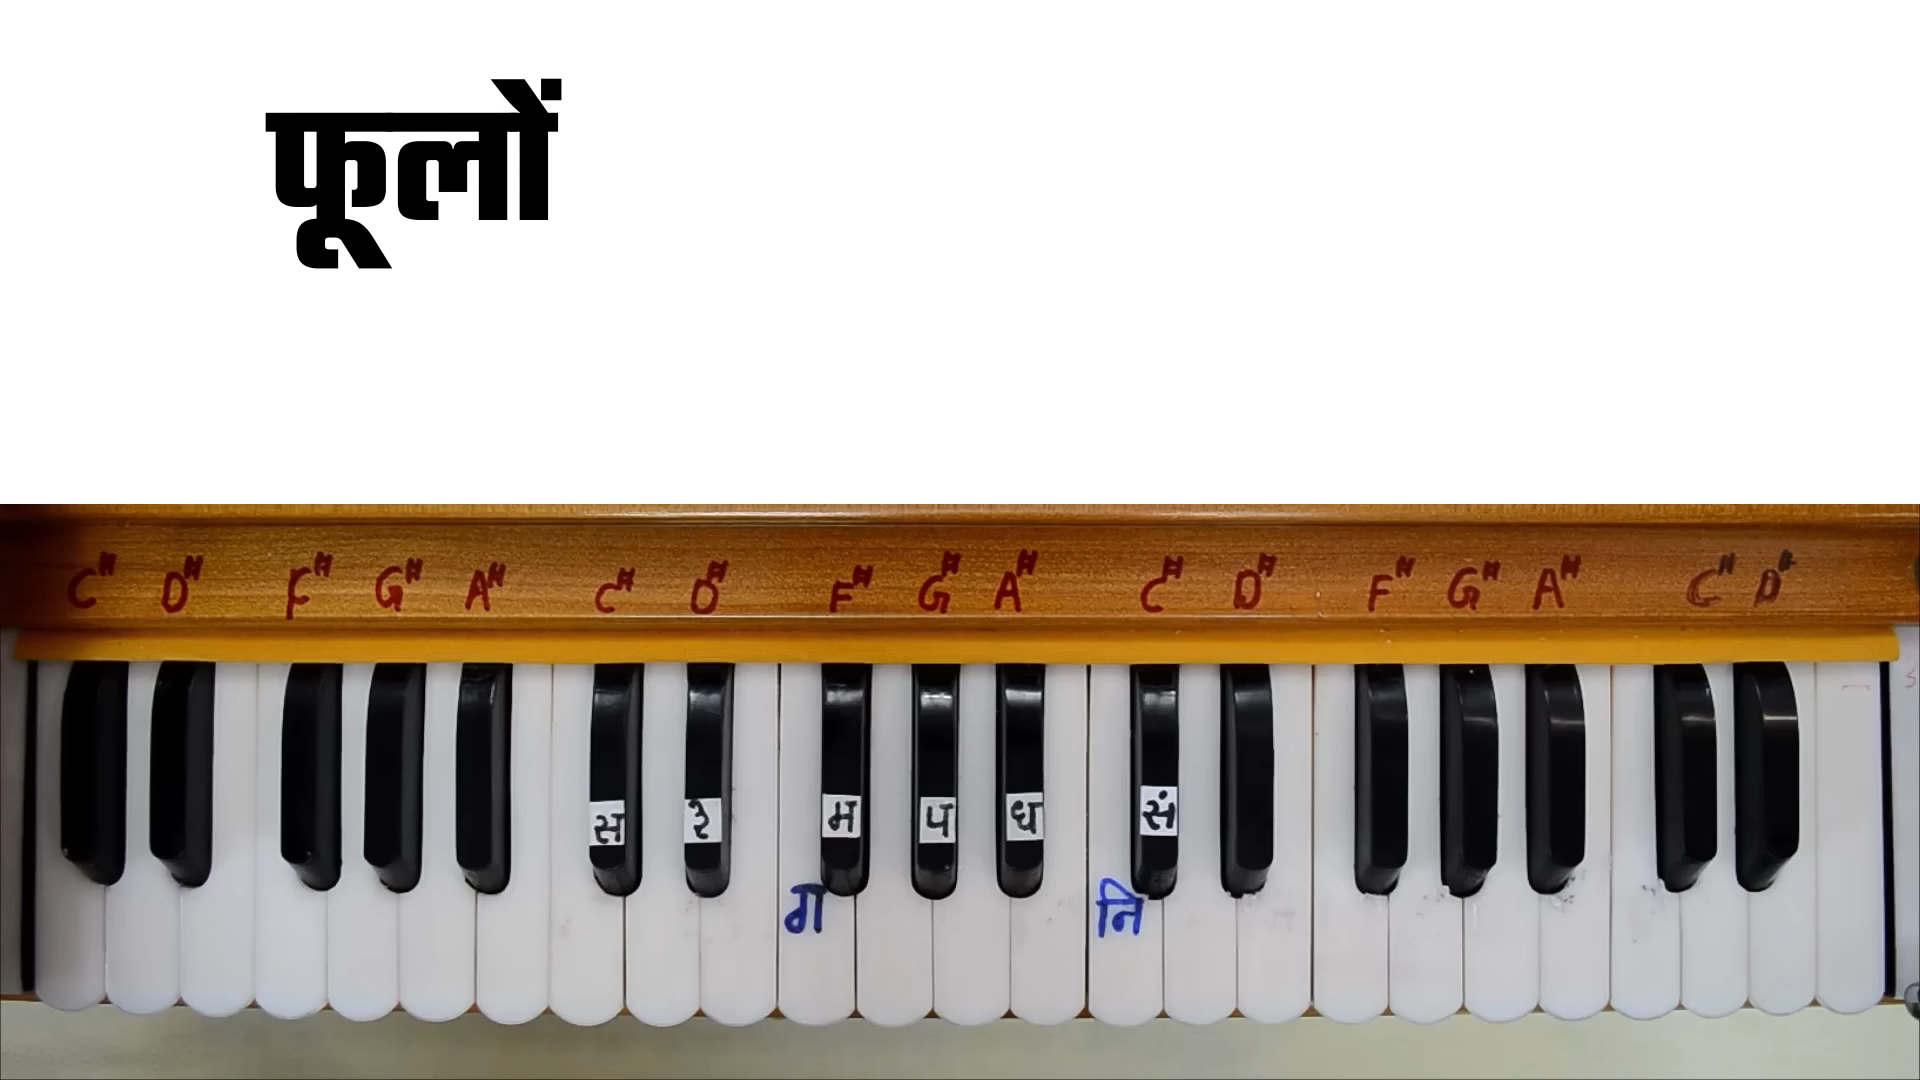 फूलों
C# D# F# G# A# C# D# F# G# A# C# D# F# G# A# C# D#
स रे म प ध सं
ग नि